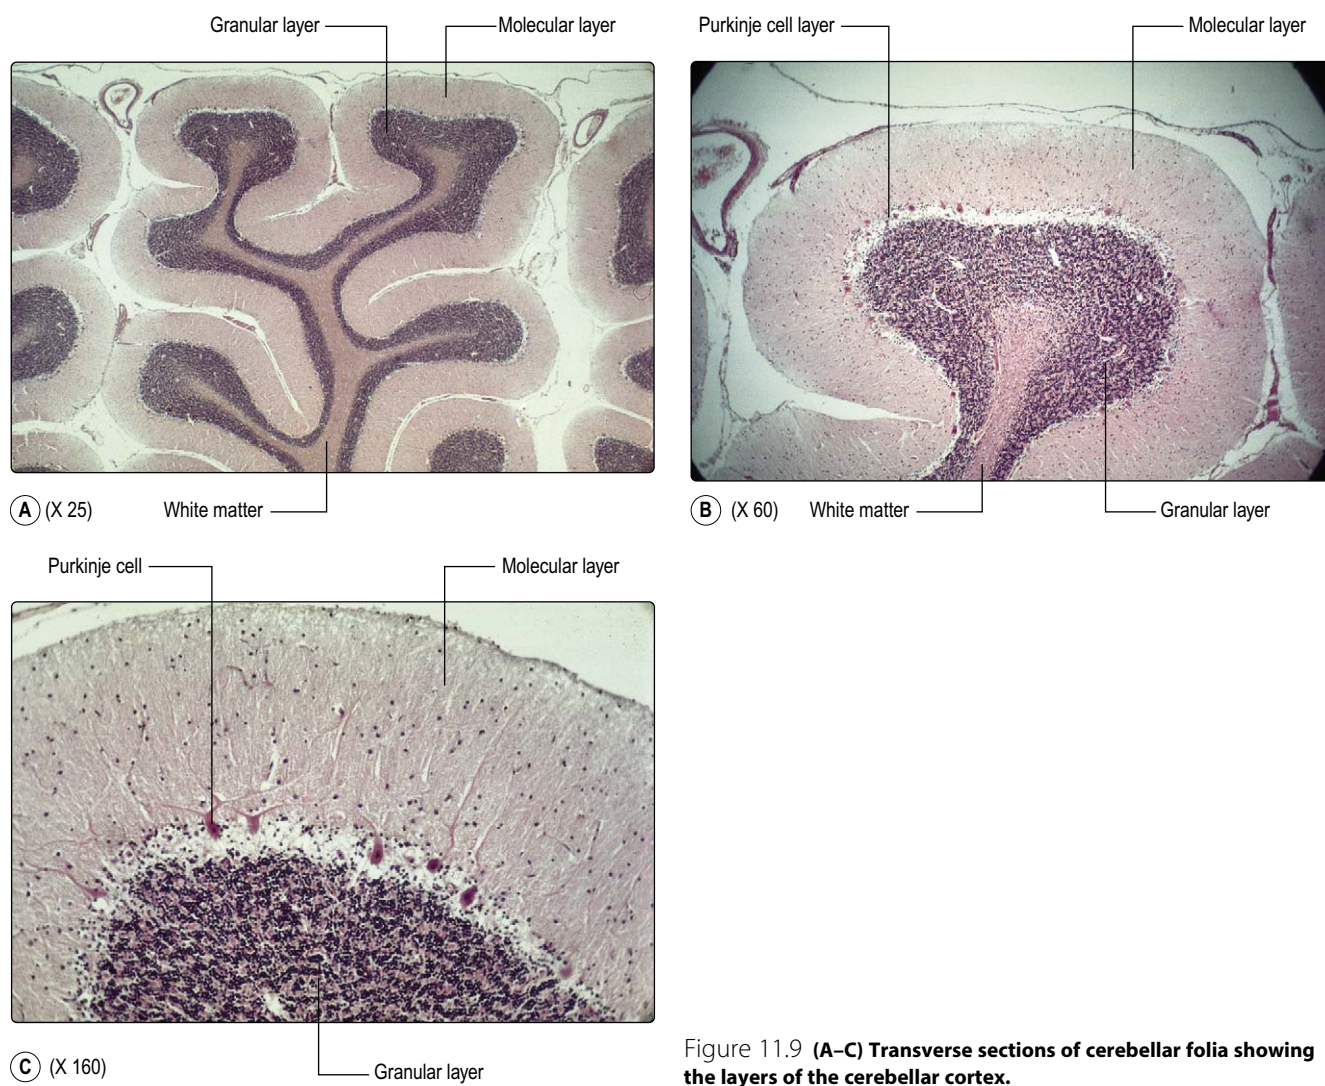 Granular layer
Molecular layer
Purkinje cell layer
Molecular layer
A (X 25)
White matter
B (X 60)
White matter
Granular layer
Purkinje cell
Molecular layer
C (X 160)
Granular layer
Figure 11.9 (A–C) Transverse sections of cerebellar folia showing
the layers of the cerebellar cortex.